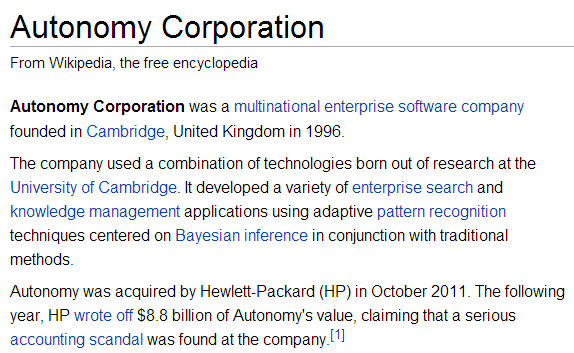 Autonomy Corporation
From Wikipedia, the free encyclopedia
Autonomy Corporation was a multinational enterprise software company
founded in Cambridge, United Kingdom in 1996.
The company used a combination of technologies born out of research at the
University of Cambridge. It developed a variety of enterprise search and
knowledge management applications using adaptive pattern recognition
techniques centered on Bayesian inference in conjunction with traditional
methods.
Autonomy was acquired by Hewlett-Packard (HP) in October 2011. The following
year, HP wrote off $8.8 billion of Autonomy's value, claiming that a serious
accounting scandal was found at the company.[1]